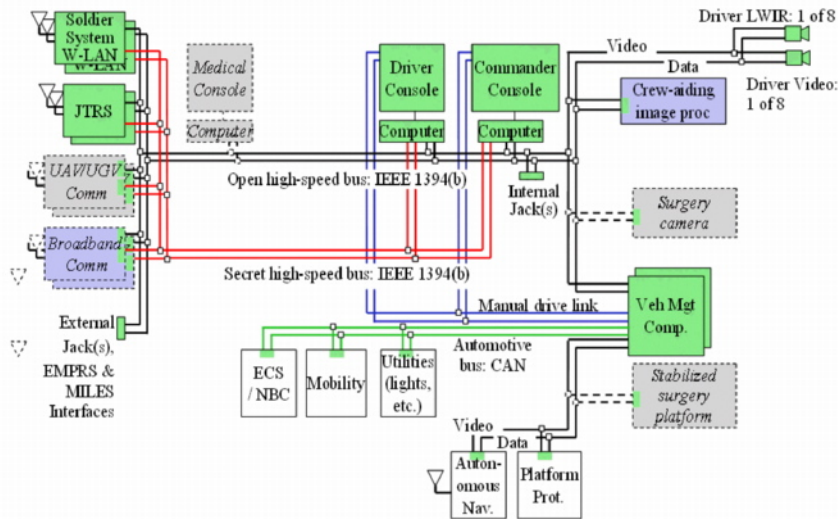 Soldier
System
W-LAN
W-LAN
JTRS
UAV/UGV
Comm
Broadband
Comm
External
Jack(s),
EMPRS &
MILES
Interfaces
Medical
Console
Computer
Driver
Console
Computer
Commander
Console
Computer
Open high-speed bus: IEEE 1394(b)
Internal
Jack(s)
Secret high-speed bus: IEEE 1394(b)
Video
Data
Driver LWIR: 1 of 8
Driver Video:
1 of 8
Crew-aiding
image proc
Surgery
camera
Manual drive link
Veh Mgt
Comp.
Automotive
bus: CAN
ECS
/ NBC
Mobility
Utilities
(lights,
etc.)
Stabilized
surgery
platform
Video
Data
Auton-
omous
Nav.
Platform
Prot.